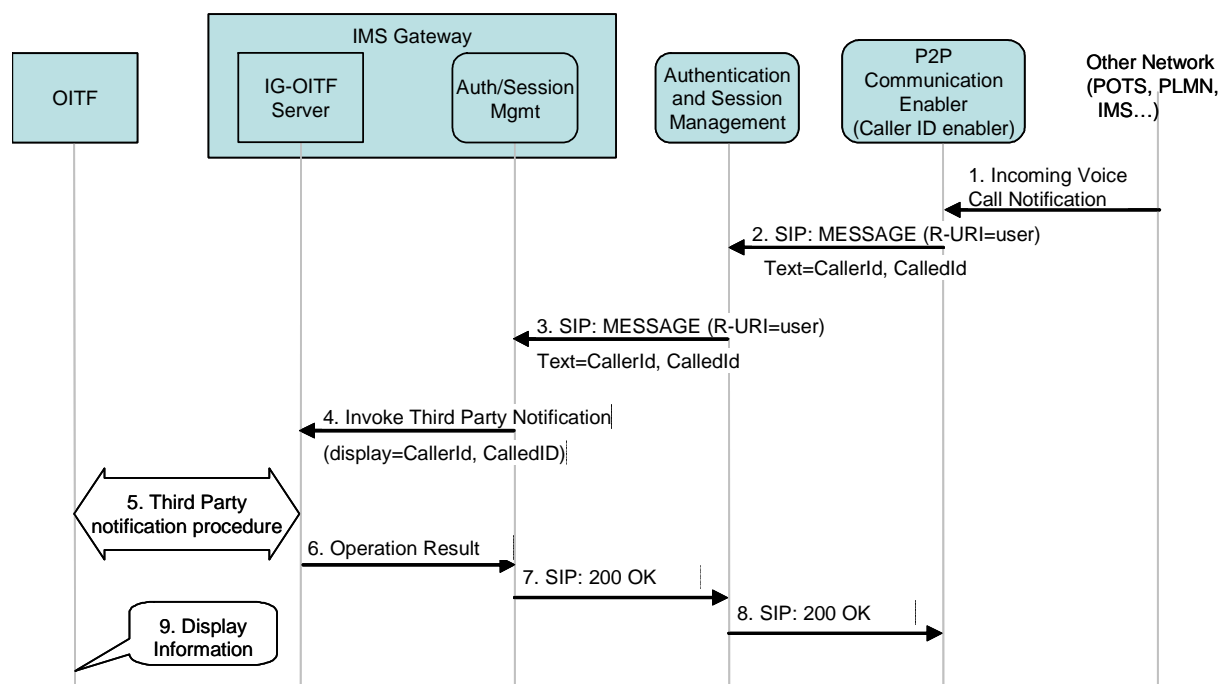 IMS Gateway
OITF
IG-OITF
Server
Auth/Session
Mgmt
Authentication
and Session
Management
P2P
Communication
Enabler
(Caller ID enabler)
Other Network
(POTS, PLMN,
IMS…)
1. Incoming Voice
Call Notification
2. SIP: MESSAGE (R-URI=user)
Text=CallerId, CalledId
3. SIP: MESSAGE (R-URI=user)
Text=CallerId, CalledId
4. Invoke Third Party Notification
(display=CallerId, CalledID)
5. Third Party
notification procedure
6. Operation Result
7. SIP: 200 OK
8. SIP: 200 OK
9. Display
Information